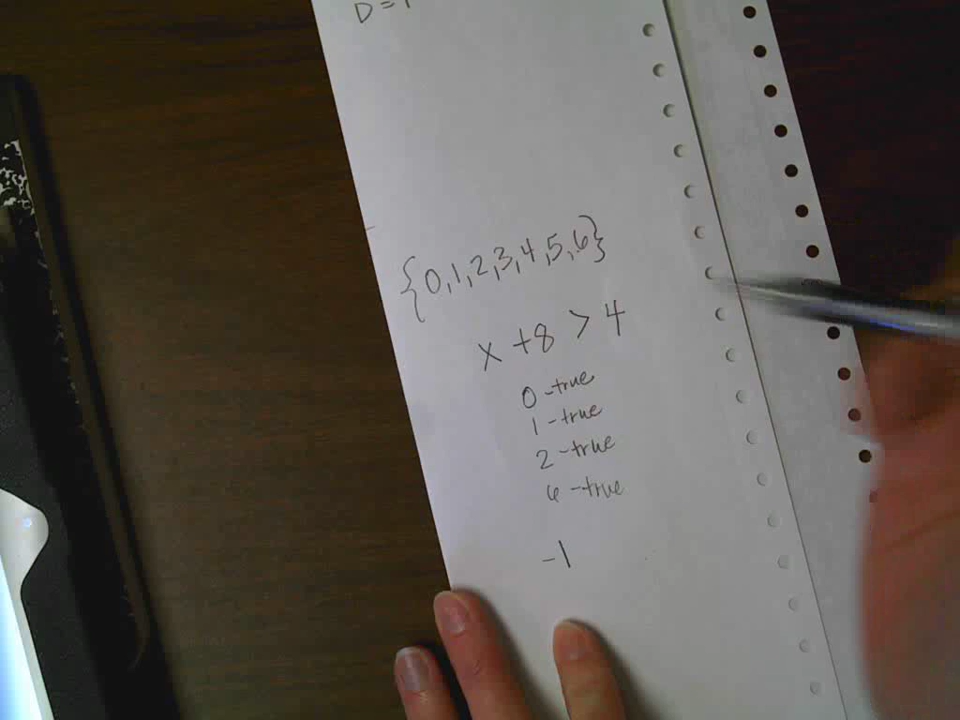 D =
{0,1,2,3,4,5,6}
x +8 > 4
0 -true
1 -true
2 -true
6 -true
-1